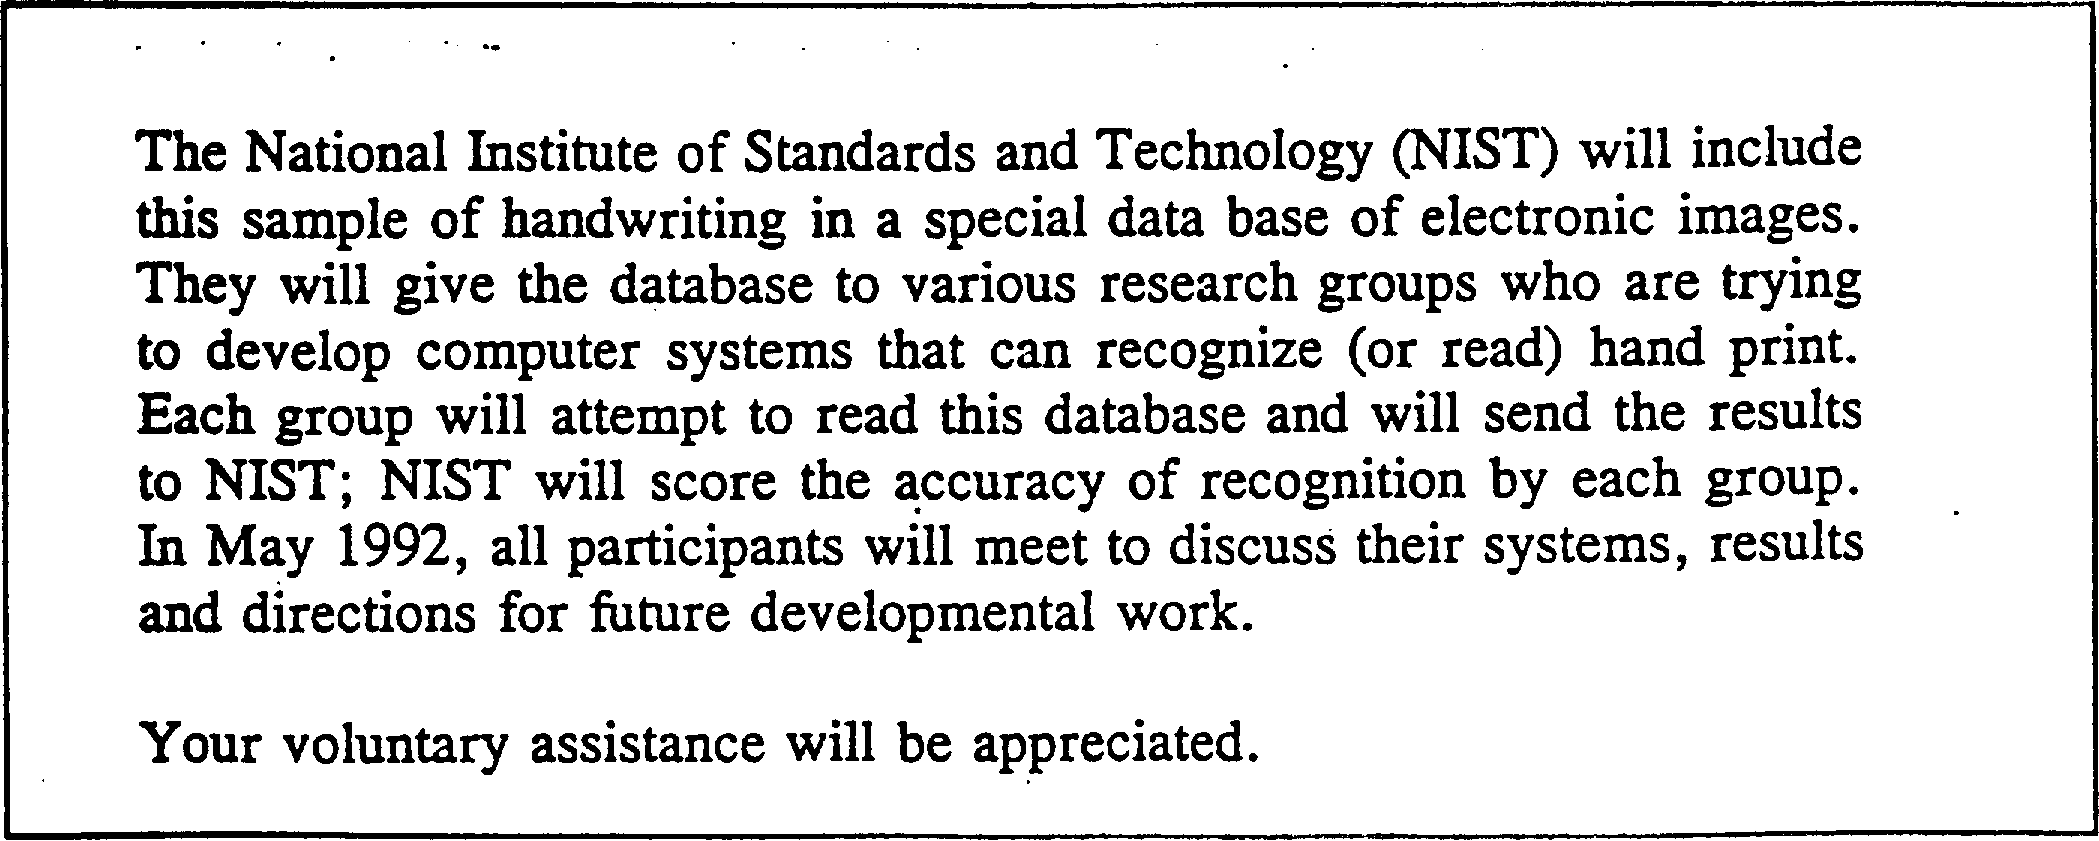 The National Institute of Standards and Technology (NIST) will include
this sample of handwriting in a special data base of electronic images.
They will give the database to various research groups who are trying
to develop computer systems that can recognize (or read) hand print.
Each group will attempt to read this database and will send the results
to NIST; NIST will score the accuracy of recognition by each group.
In May 1992, all participants will meet to discuss their systems, results
and directions for future developmental work.
Your voluntary assistance will be appreciated.